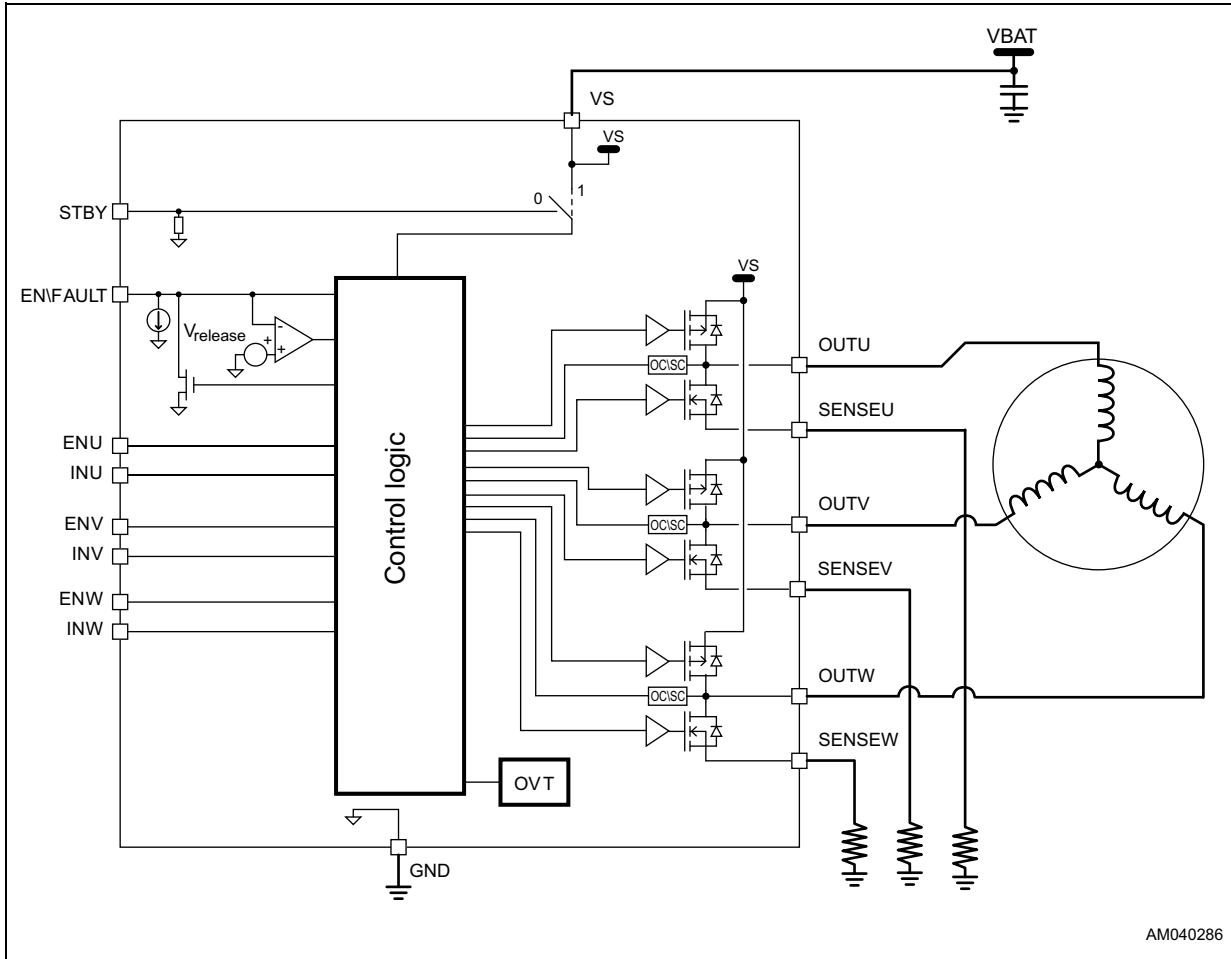 VBAT
VS
VS
0
1
STBY
EN\FAULT
Vrelease
-
+
+
VS
OUTU
OC\SC
SENSEU
ENU
INU
ENV
INV
ENW
INW
Control logic
OUTV
OC\SC
SENSEV
OUTW
OC\SC
SENSEW
OVT
GND
AM040286